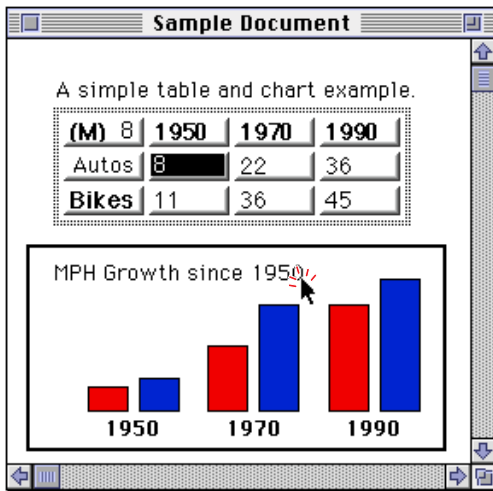 Sample Document
A simple table and chart example.
(M) 8 1950 1970 1990
Autos 8 22 36
Bikes 11 36 45
MPH Growth since 1950
1950 1970 1990